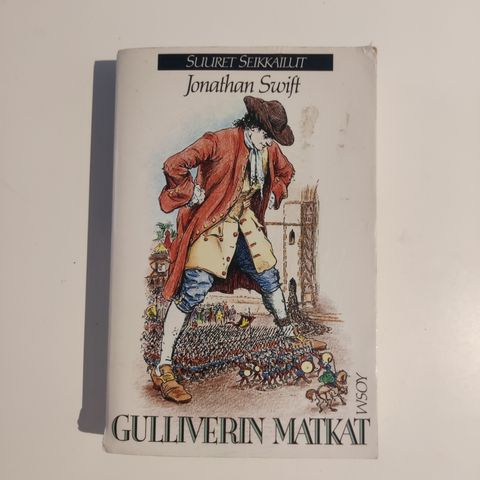 SUURET SEIKKAILUT
Jonathan Swift
WSOY
GULLIVERIN MATKAT